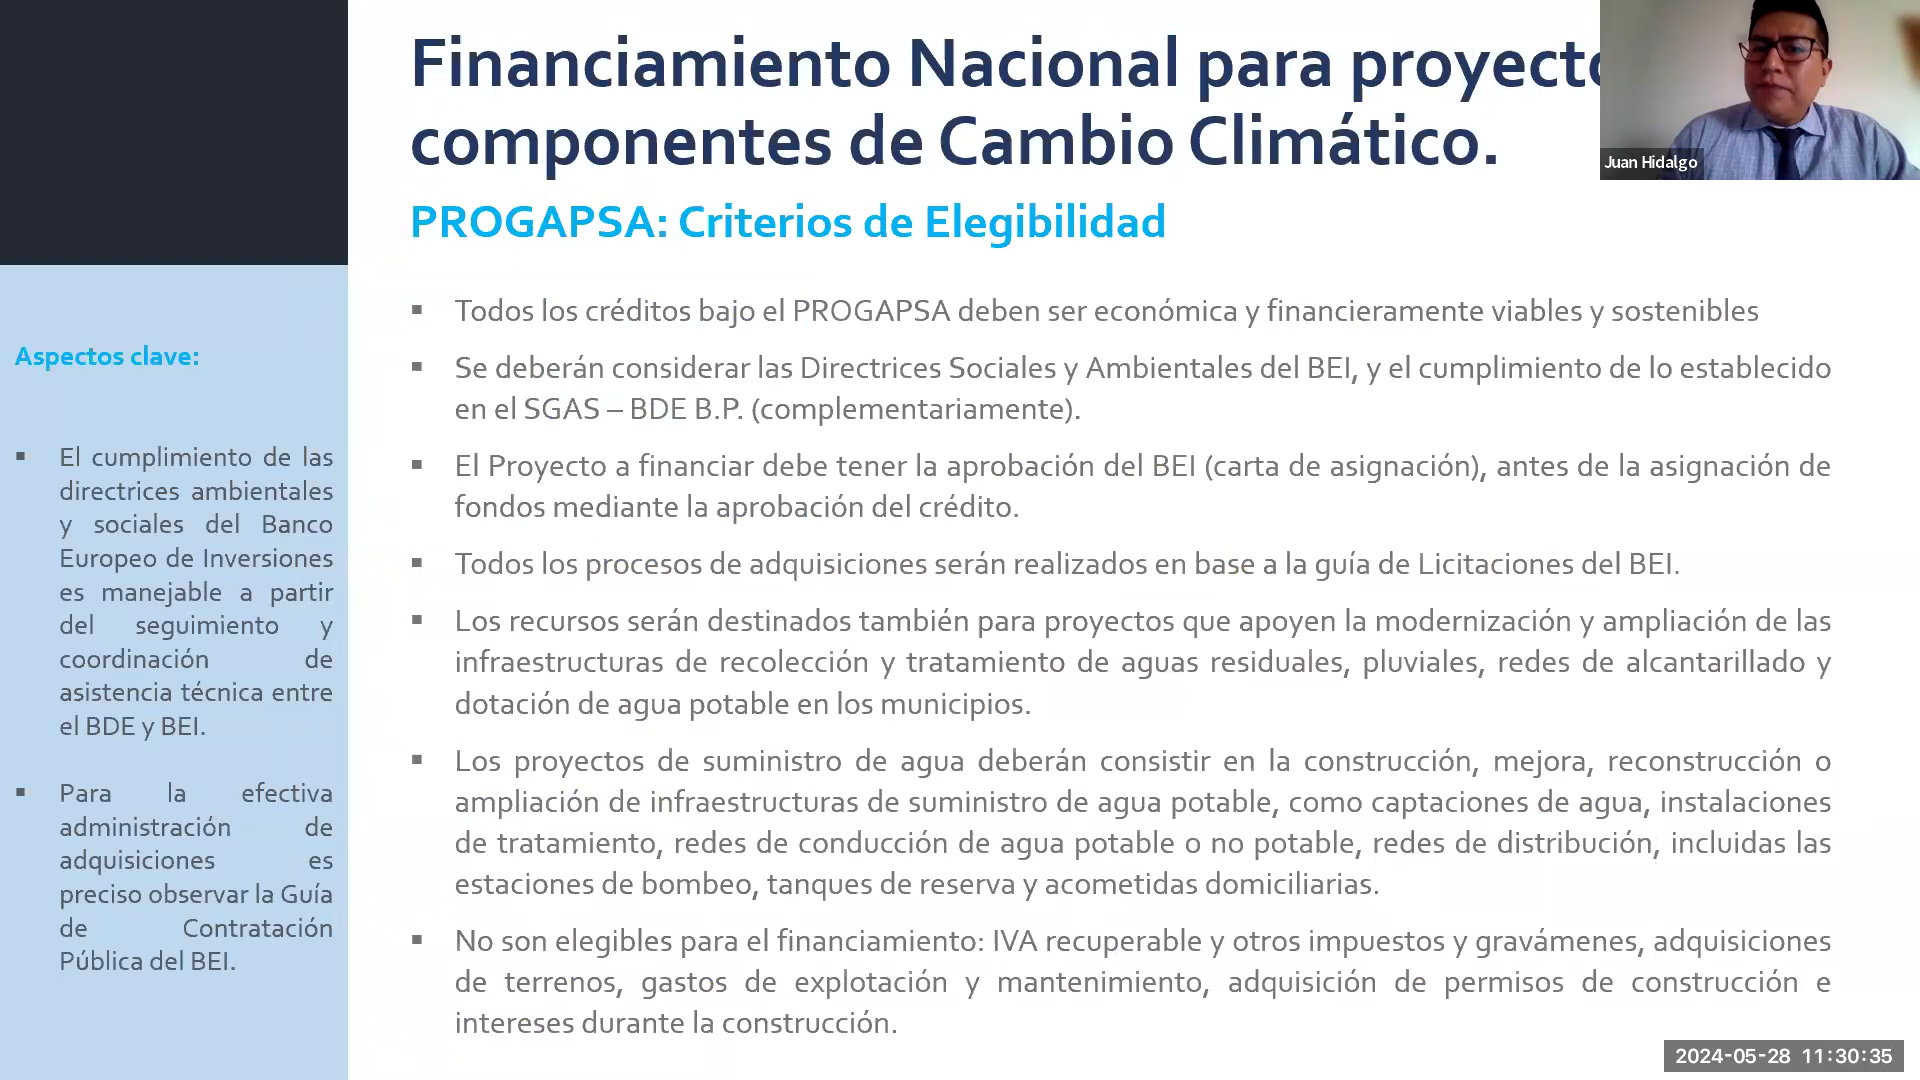 Financiamiento Nacional para proyecto
componentes de Cambio Climático.
Juan Hidalgo
PROGAPSA: Criterios de Elegibilidad
Aspectos clave:
▪ El cumplimiento de las
directrices ambientales
y sociales del Banco
Europeo de Inversiones
es manejable a partir
del seguimiento y
coordinación de
asistencia técnica entre
el BDE y BEI.
▪ Para la efectiva
administración de
adquisiciones es
preciso observar la Guía
de Contratación
Pública del BEI.
▪ Todos los créditos bajo el PROGAPSA deben ser económica y financieramente viables y sostenibles
▪ Se deberán considerar las Directrices Sociales y Ambientales del BEI, y el cumplimiento de lo establecido
en el SGAS – BDE B.P. (complementariamente).
▪ El Proyecto a financiar debe tener la aprobación del BEI (carta de asignación), antes de la asignación de
fondos mediante la aprobación del crédito.
▪ Todos los procesos de adquisiciones serán realizados en base a la guía de Licitaciones del BEI.
▪ Los recursos serán destinados también para proyectos que apoyen la modernización y ampliación de las
infraestructuras de recolección y tratamiento de aguas residuales, pluviales, redes de alcantarillado y
dotación de agua potable en los municipios.
▪ Los proyectos de suministro de agua deberán consistir en la construcción, mejora, reconstrucción o
ampliación de infraestructuras de suministro de agua potable, como captaciones de agua, instalaciones
de tratamiento, redes de conducción de agua potable o no potable, redes de distribución, incluidas las
estaciones de bombeo, tanques de reserva y acometidas domiciliarias.
▪ No son elegibles para el financiamiento: IVA recuperable y otros impuestos y gravámenes, adquisiciones
de terrenos, gastos de explotación y mantenimiento, adquisición de permisos de construcción e
intereses durante la construcción.
2024-05-28 11:30:35